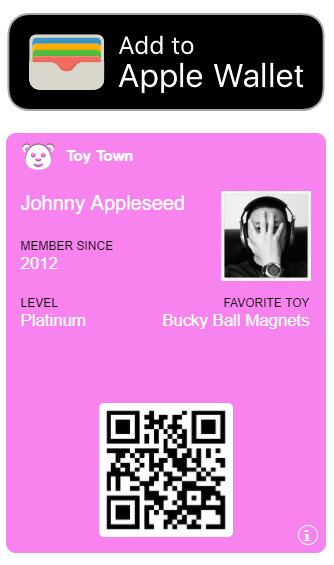 Add to
Apple Wallet
Toy Town
Johnny Appleseed
MEMBER SINCE
2012
LEVEL
Platinum
FAVORITE TOY
Bucky Ball Magnets
i